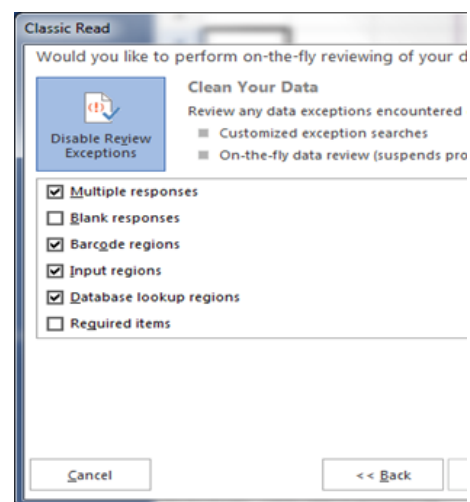 Classic Read
Would you like to perform on-the-fly reviewing of your d
Clean Your Data
Review any data exceptions encountered
Customized exception searches
On-the-fly data review (suspends pro
Disable Review
Exceptions
Multiple responses
Blank responses
Barcode regions
Input regions
Database lookup regions
Required items
Cancel
<< Back